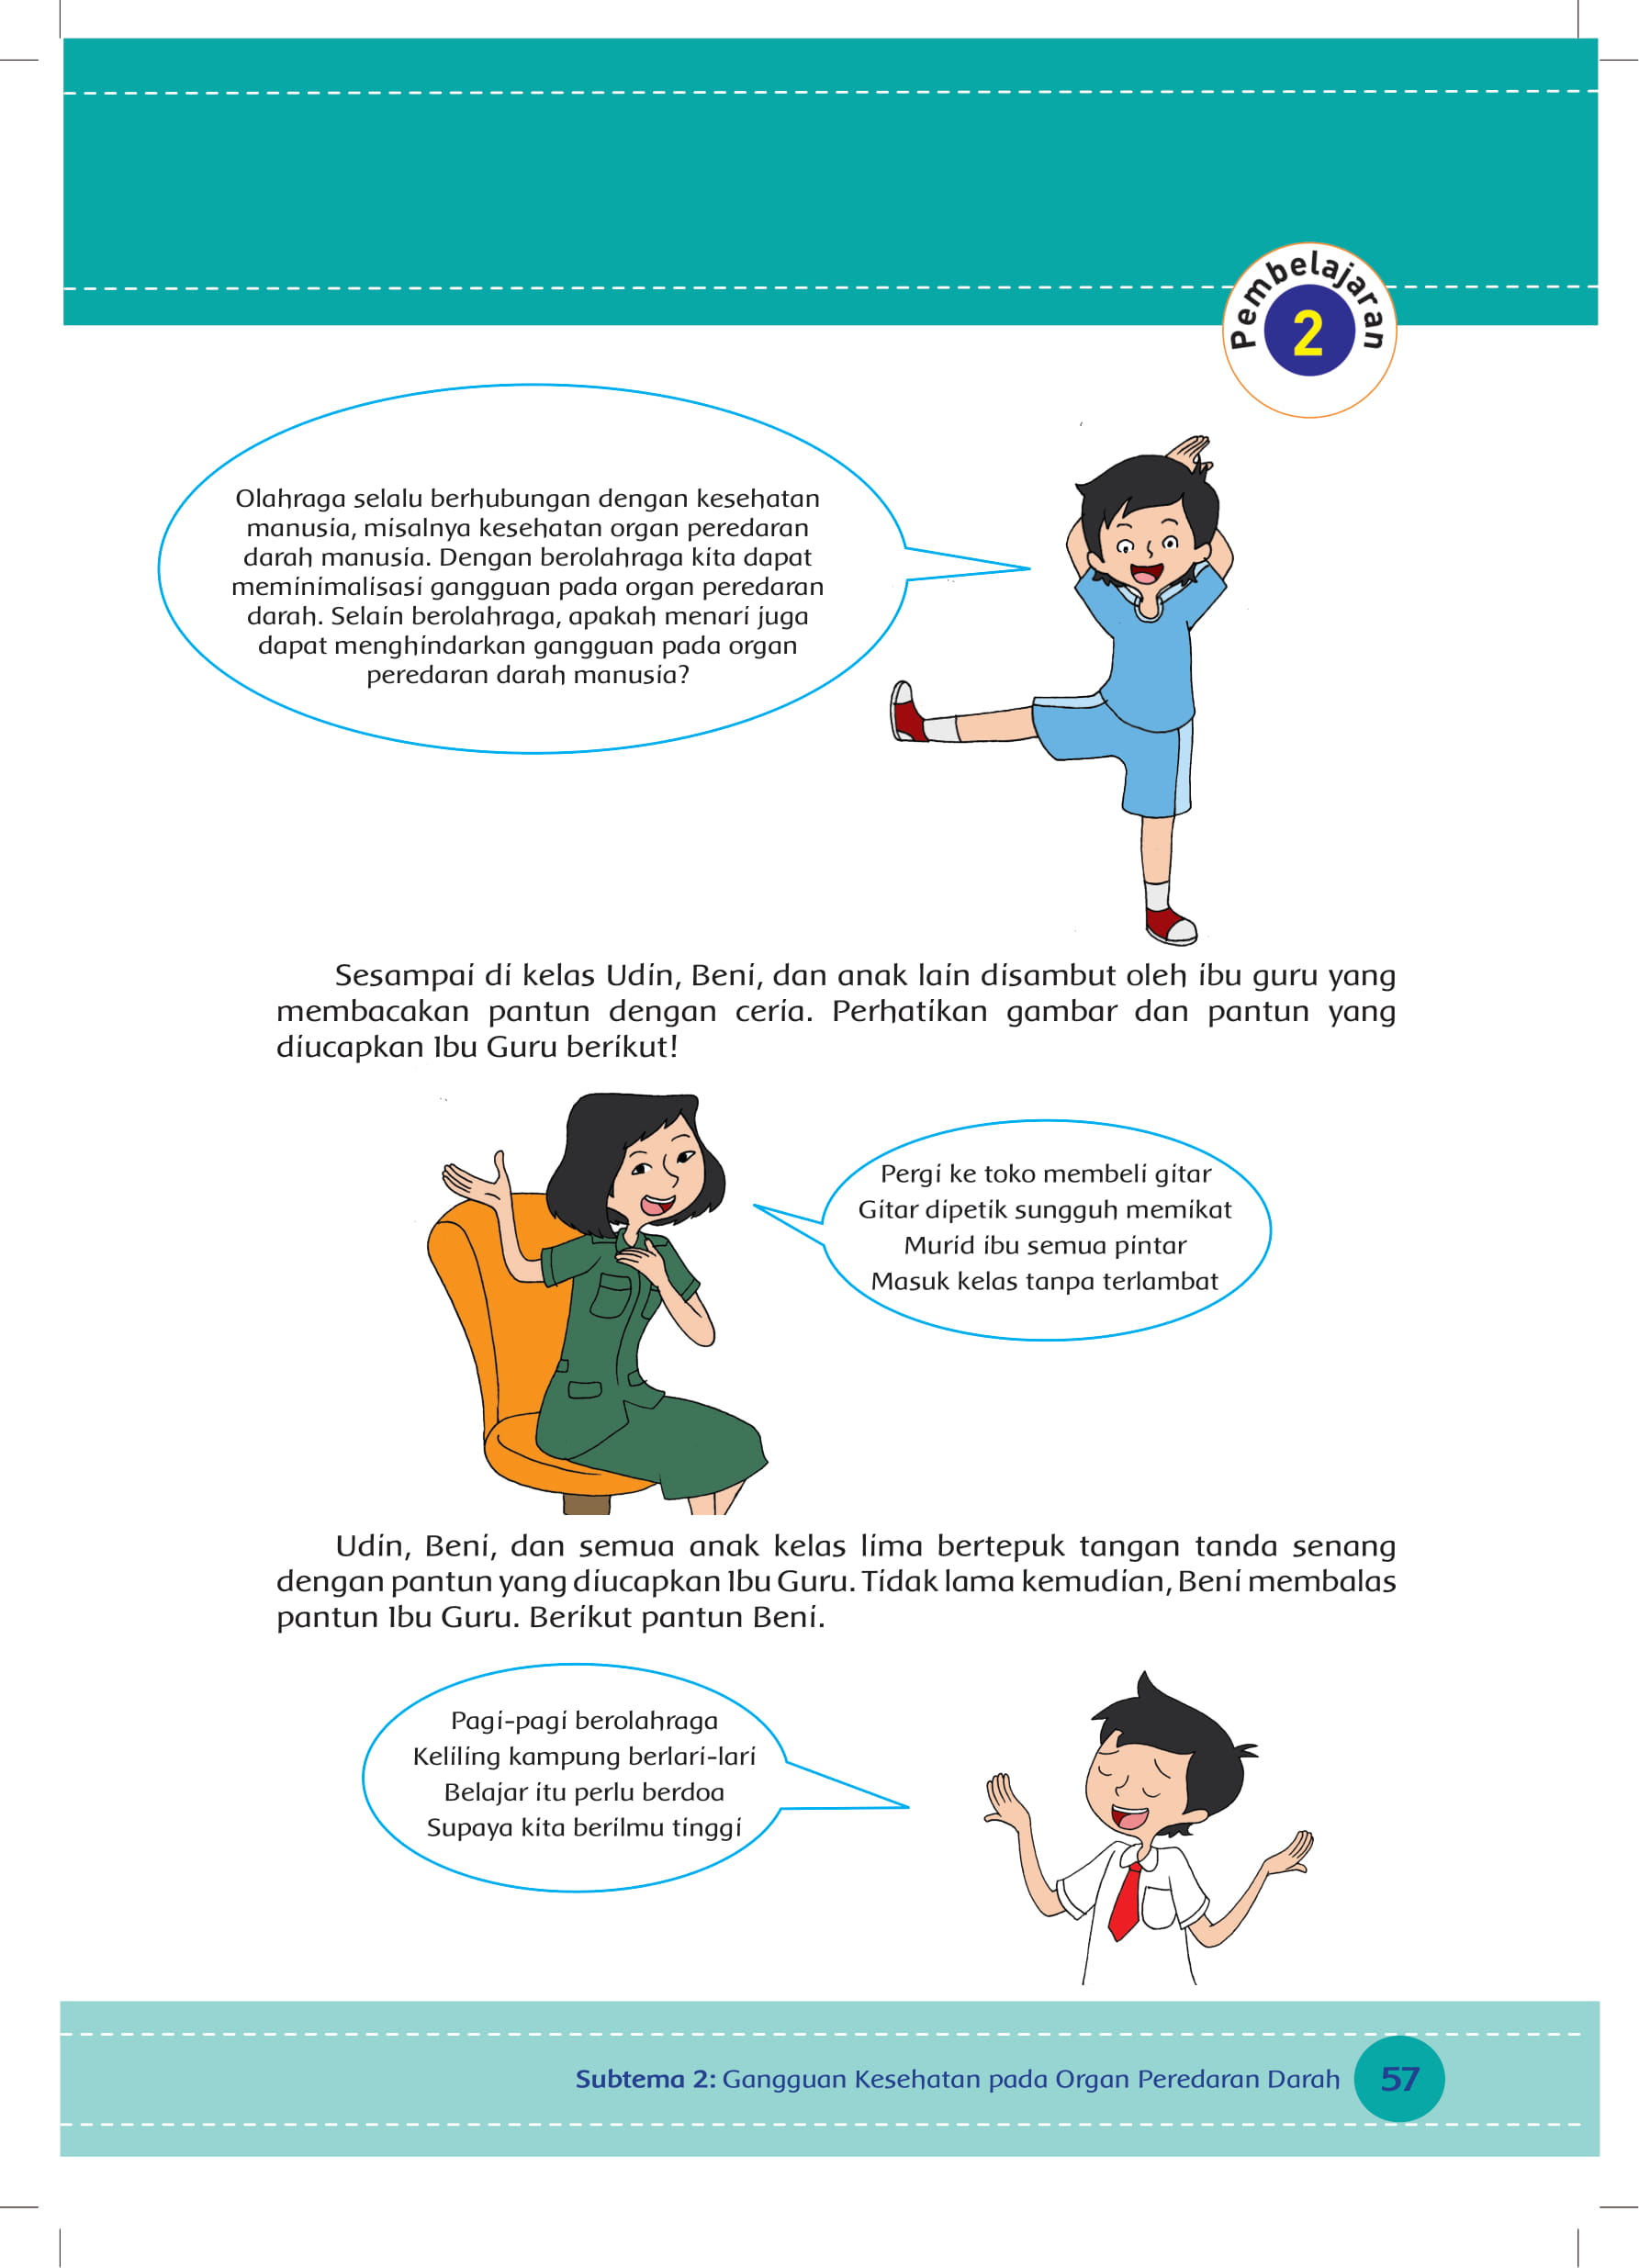 Pembelajaran
2
Olahraga selalu berhubungan dengan kesehatan
manusia, misalnya kesehatan organ peredaran
darah manusia. Dengan berolahraga kita dapat
meminimalisasi gangguan pada organ peredaran
darah. Selain berolahraga, apakah menari juga
dapat menghindarkan gangguan pada organ
peredaran darah manusia?
Sesampai di kelas Udin, Beni, dan anak lain disambut oleh ibu guru yang
membacakan pantun dengan ceria. Perhatikan gambar dan pantun yang
diucapkan Ibu Guru berikut!
Pergi ke toko membeli gitar
Gitar dipetik sungguh memikat
Murid ibu semua pintar
Masuk kelas tanpa terlambat
Udin, Beni, dan semua anak kelas lima bertepuk tangan tanda senang
dengan pantun yang diucapkan Ibu Guru. Tidak lama kemudian, Beni membalas
pantun Ibu Guru. Berikut pantun Beni.
Pagi-pagi berolahraga
Keliling kampung berlari-lari
Belajar itu perlu berdoa
Supaya kita berilmu tinggi
Subtema 2: Gangguan Kesehatan pada Organ Peredaran Darah
57